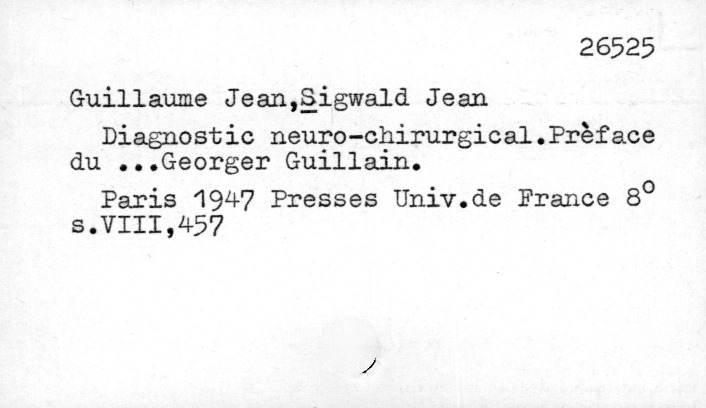 26525
Guillaume Jean,Sigwald Jean
Diagnostic neuro-chirurgical.Prèface
du ...Georger Guillain.
Paris 1947 Presses Univ.de France 8°
s.VIII,457